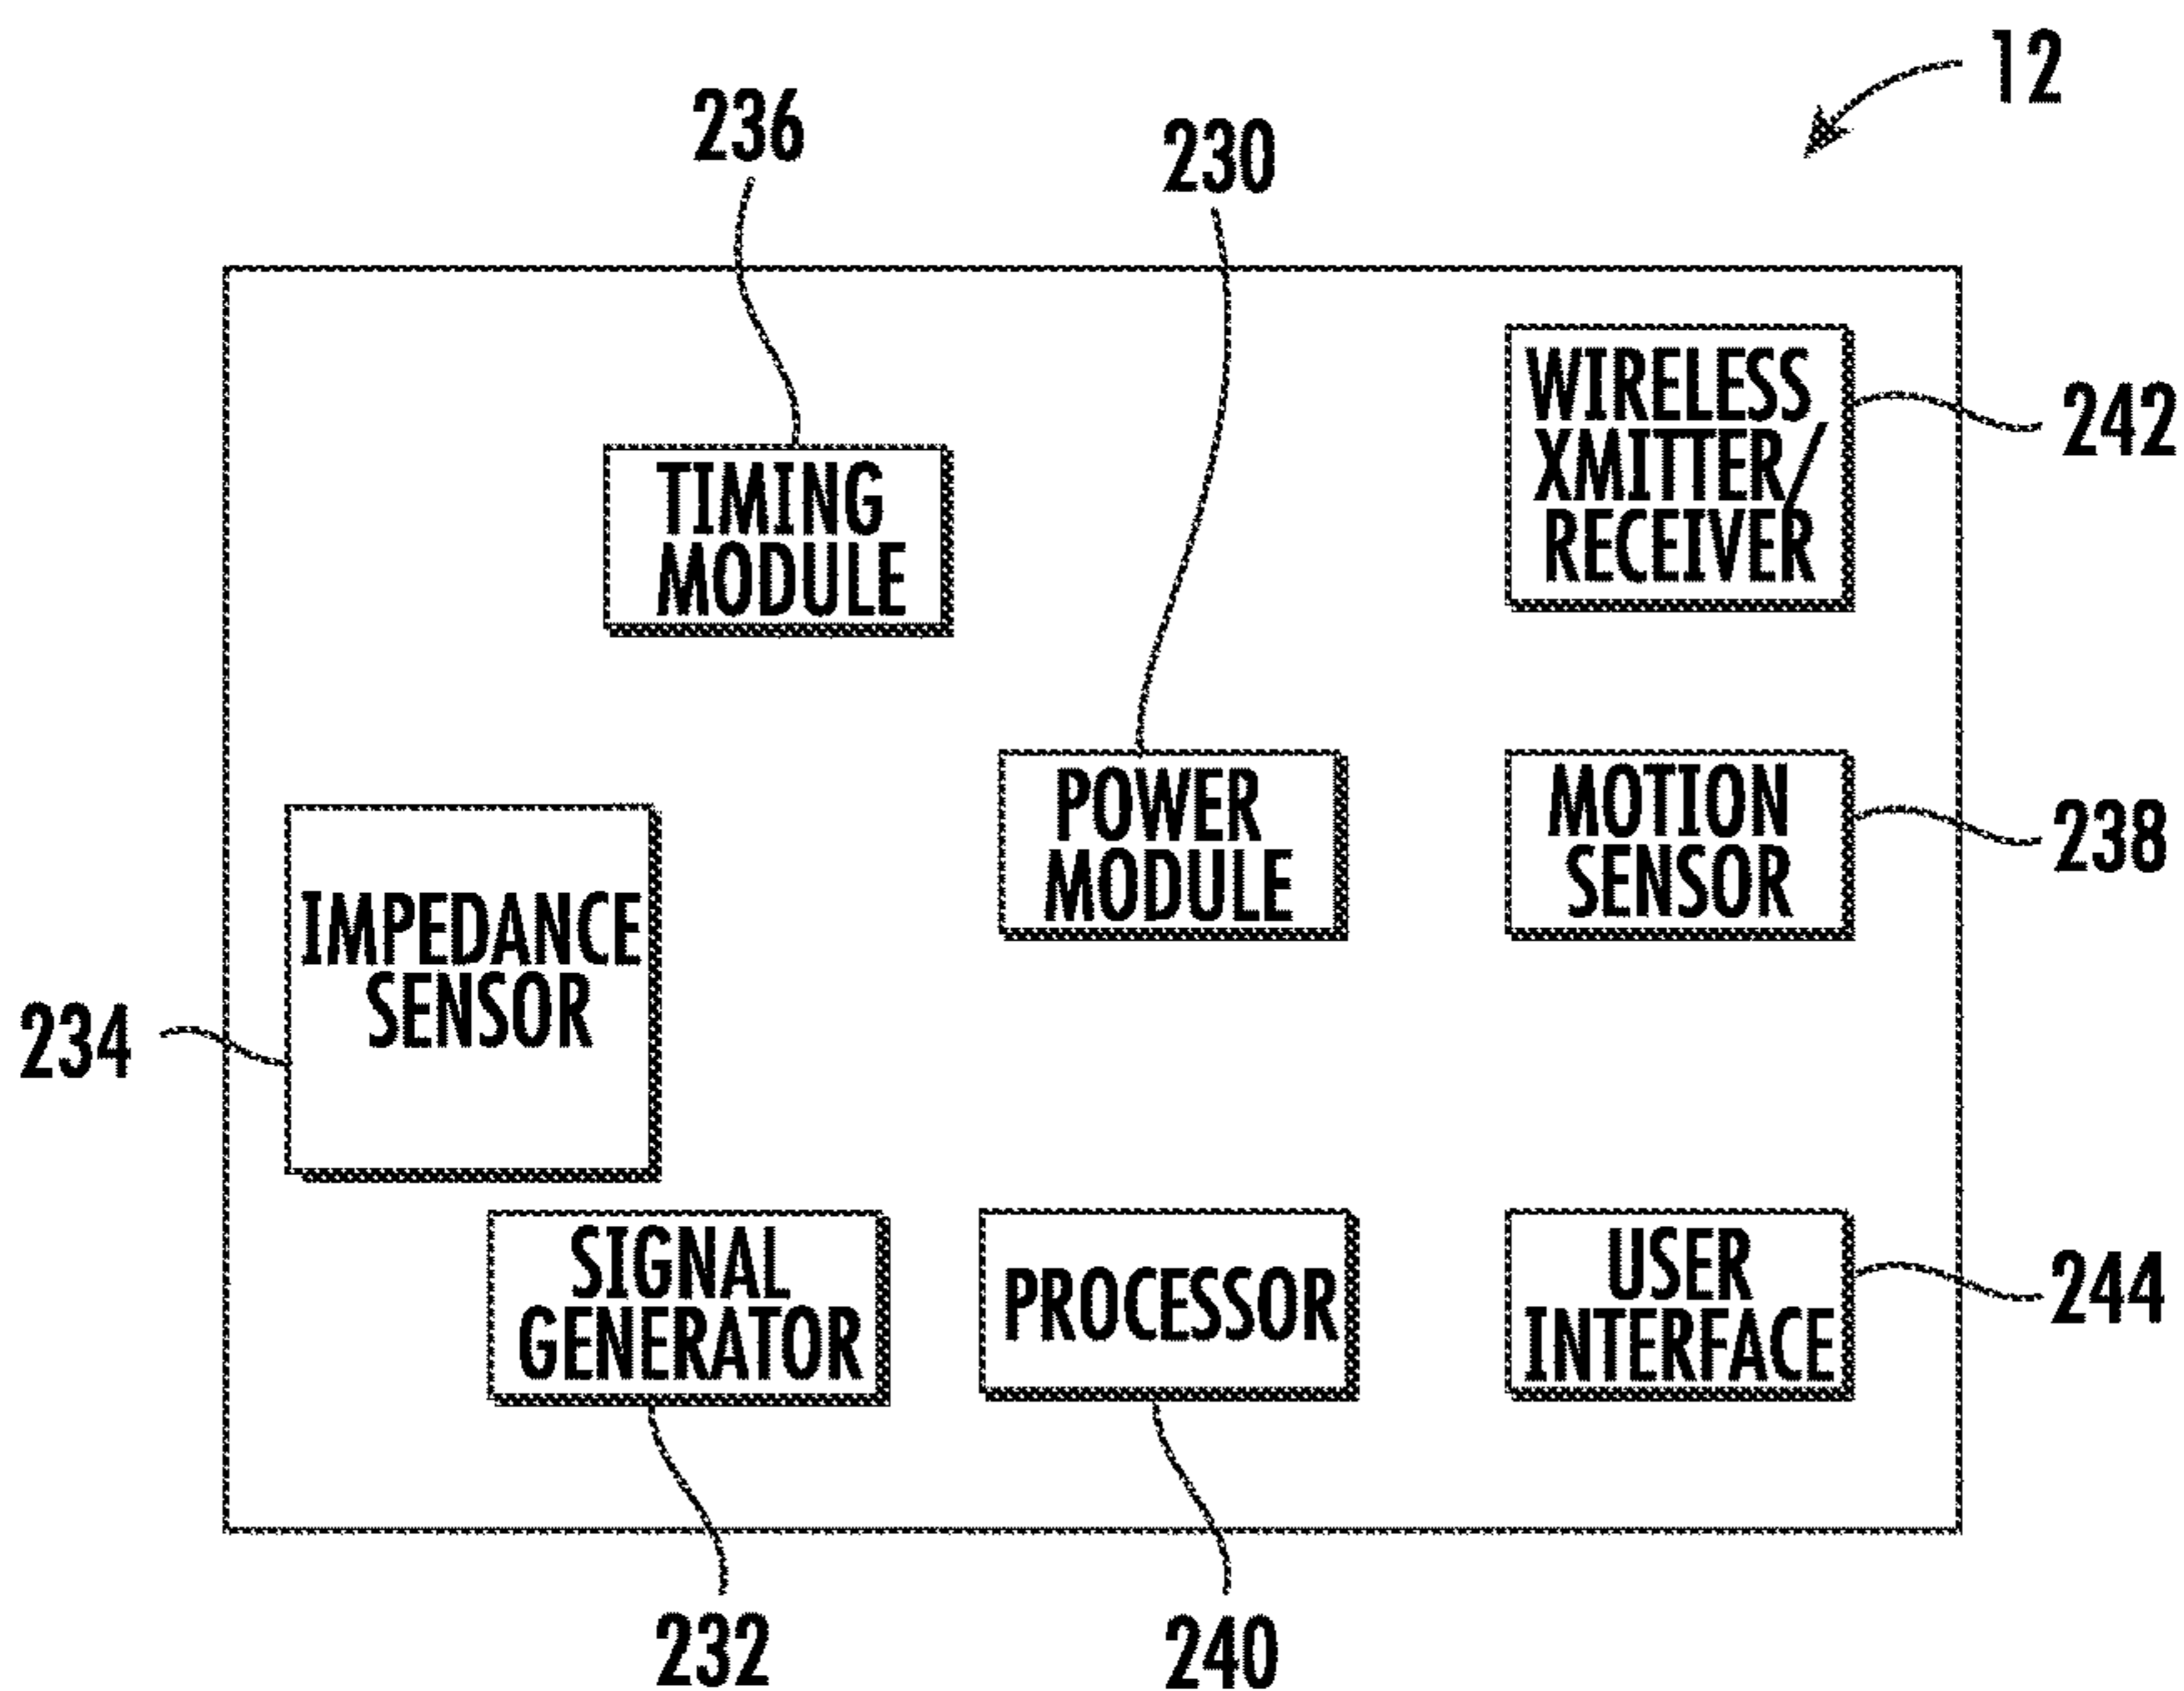 12
236
230
WIRELESS
XMITTER/
RECEIVER
242
TIMING
MODULE
POWER
MODULE
MOTION
SENSOR
238
IMPEDANCE
SENSOR
234
SIGNAL
GENERATOR
PROCESSOR
USER
INTERFACE
244
232
240